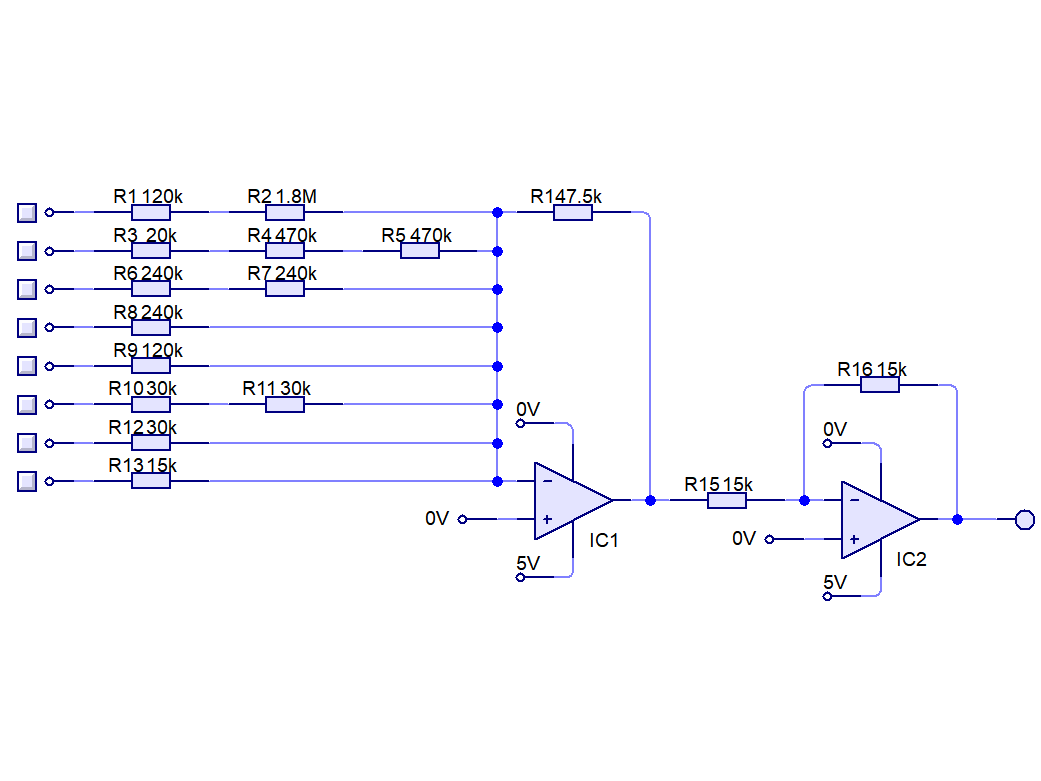 R1 120k
R2 1.8M
R14 7.5k
R3 20k
R4 470k
R5 470k
R6 240k
R7 240k
R8 240k
R9 120k
R10 30k
R11 30k
R12 30k
R13 15k
0V
0V
IC1
5V
R15 15k
R16 15k
0V
0V
IC2
5V